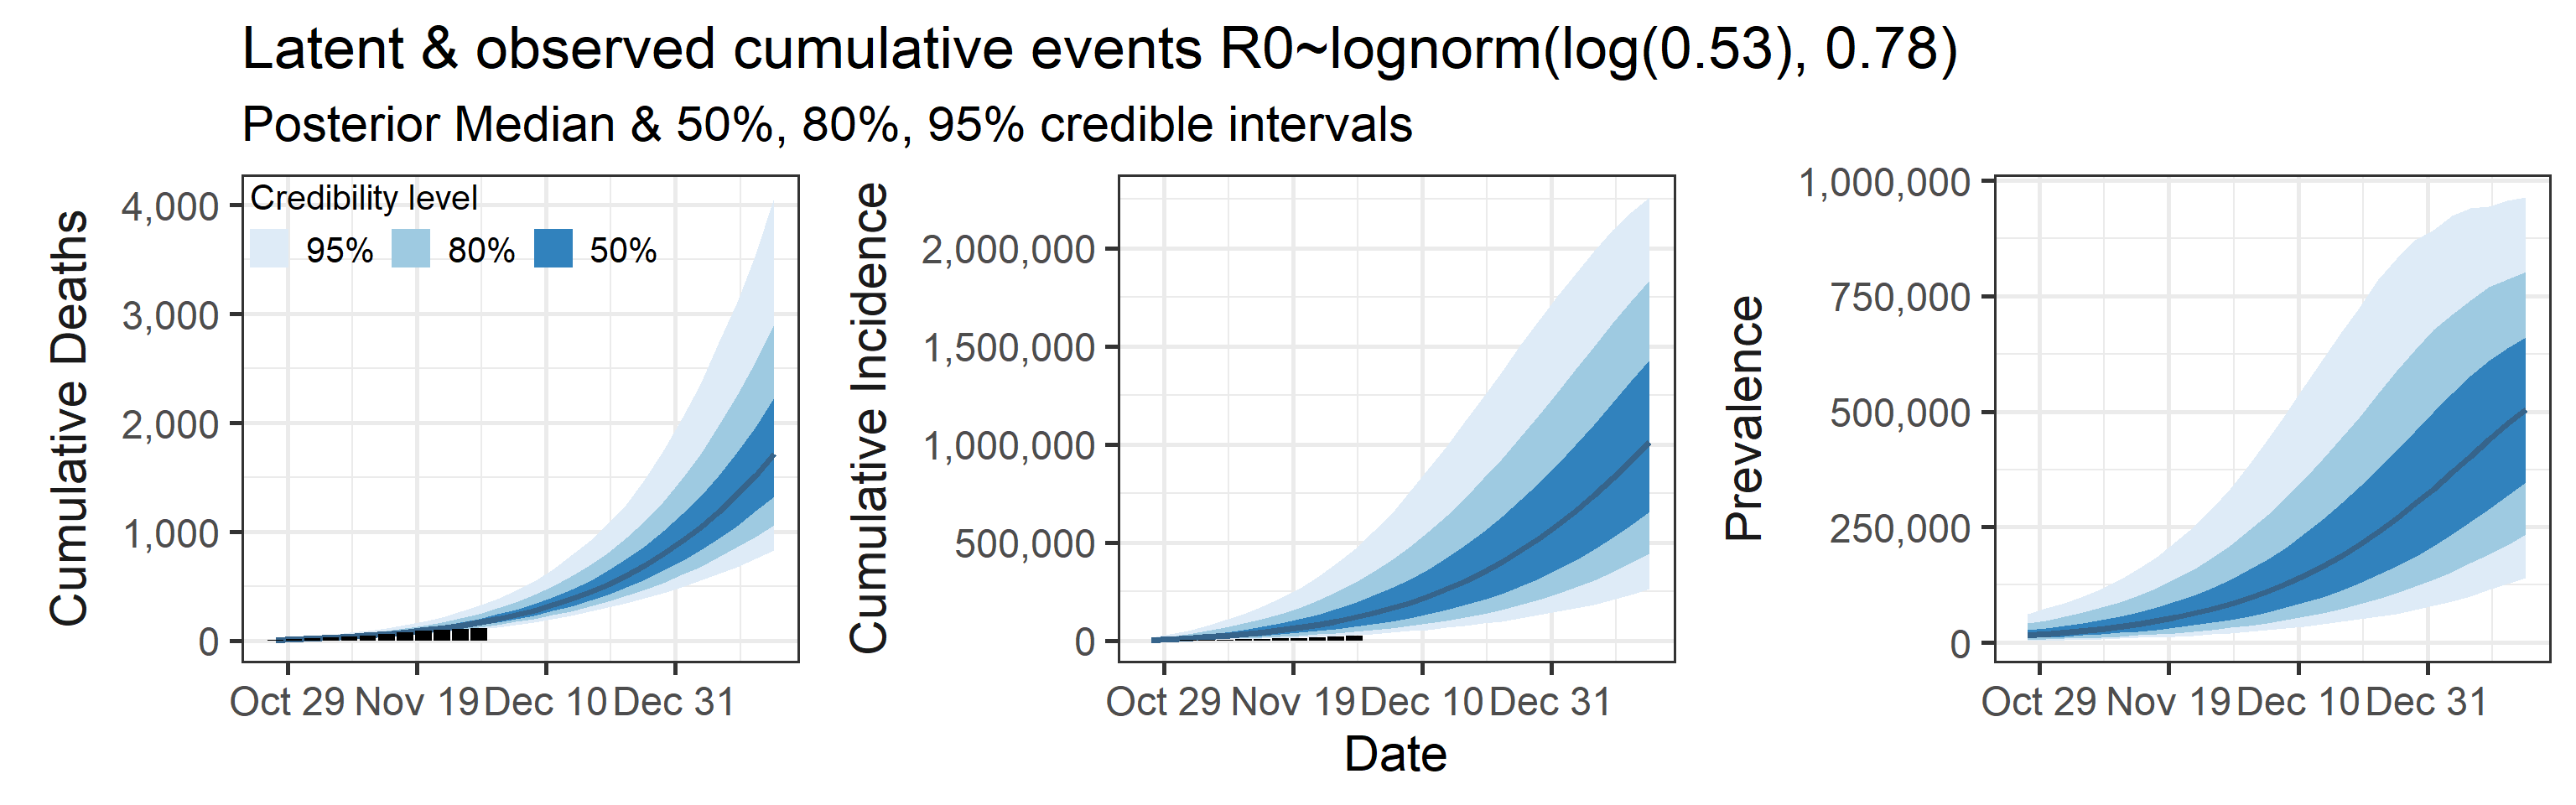 Latent & observed cumulative events R0~lognorm(log(0.53), 0.78)
Posterior Median & 50%, 80%, 95% credible intervals
Cumulative Deaths
4,000
3,000
2,000
1,000
0
Credibility level
95% 80% 50%
Oct 29 Nov 19 Dec 10 Dec 31
Cumulative Incidence
2,000,000
1,500,000
1,000,000
500,000
0
Oct 29 Nov 19 Dec 10 Dec 31
Prevalence
1,000,000
750,000
500,000
250,000
0
Oct 29 Nov 19 Dec 10 Dec 31
Date